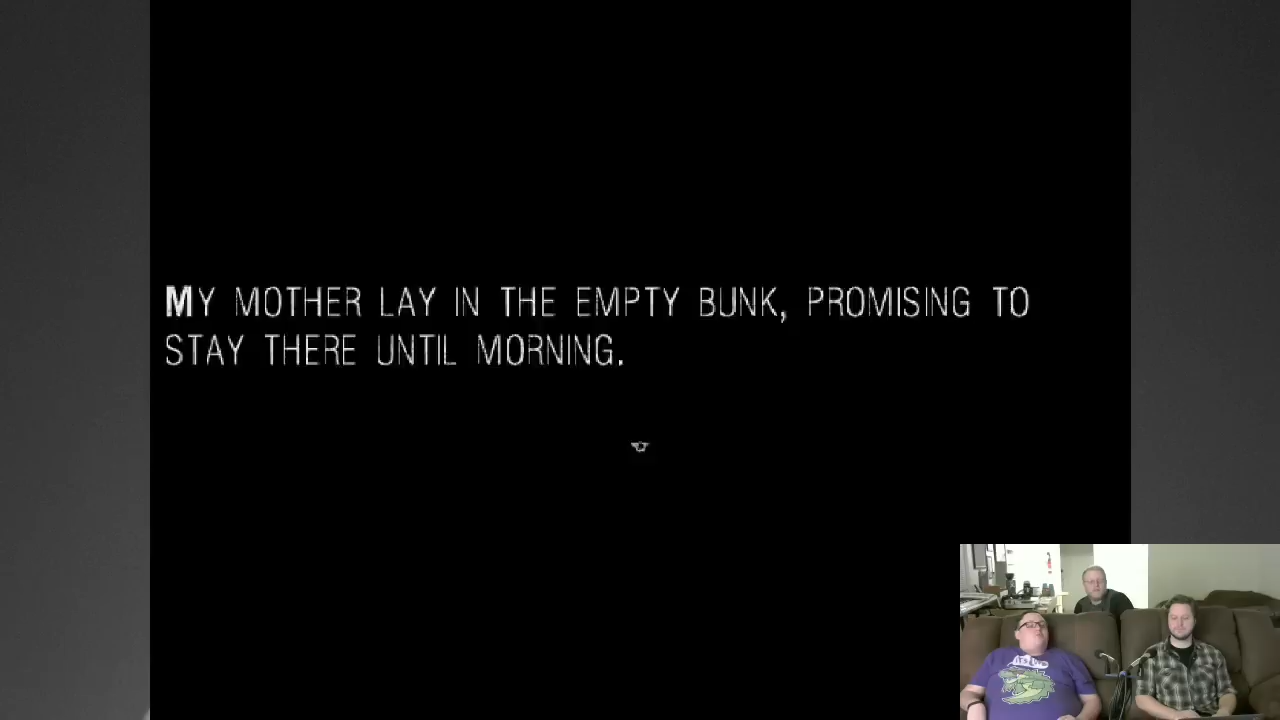 MY MOTHER LAY IN THE EMPTY BUNK, PROMISING TO
STAY THERE UNTIL MORNING.